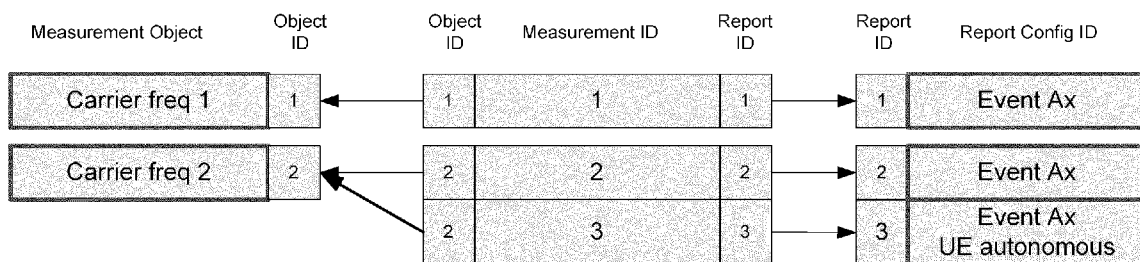 Measurement Object
Object ID
Object ID
Measurement ID
Report ID
Report ID
Report Config ID
Carrier freq 1
1
1
1
1
1
Event Ax
Carrier freq 2
2
2
2
2
2
Event Ax
2
3
3
3
Event Ax
UE autonomous